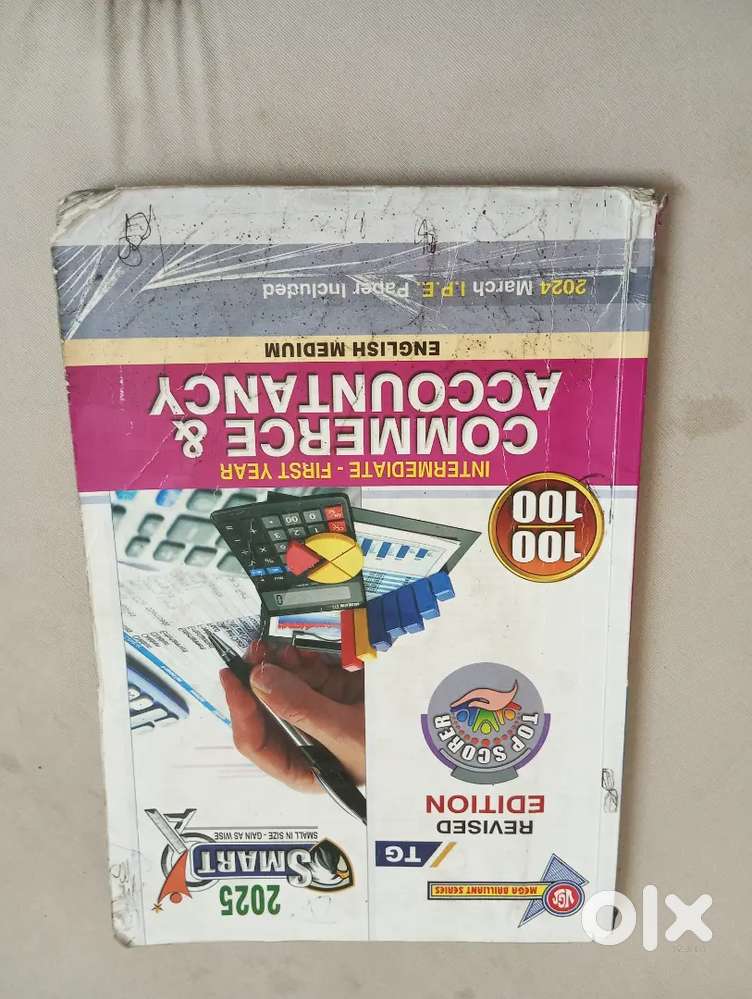 VGS
MEGA BRILLIANT SERIES
2025
SMART
SMALL IN SIZE - GAIN AS WISE
TG
REVISED
EDITION
TOP SCORER
100
100
INTERMEDIATE - FIRST YEAR
COMMERCE &
ACCOUNTANCY
ENGLISH MEDIUM
2024 March I.P.E. Paper Included
olx